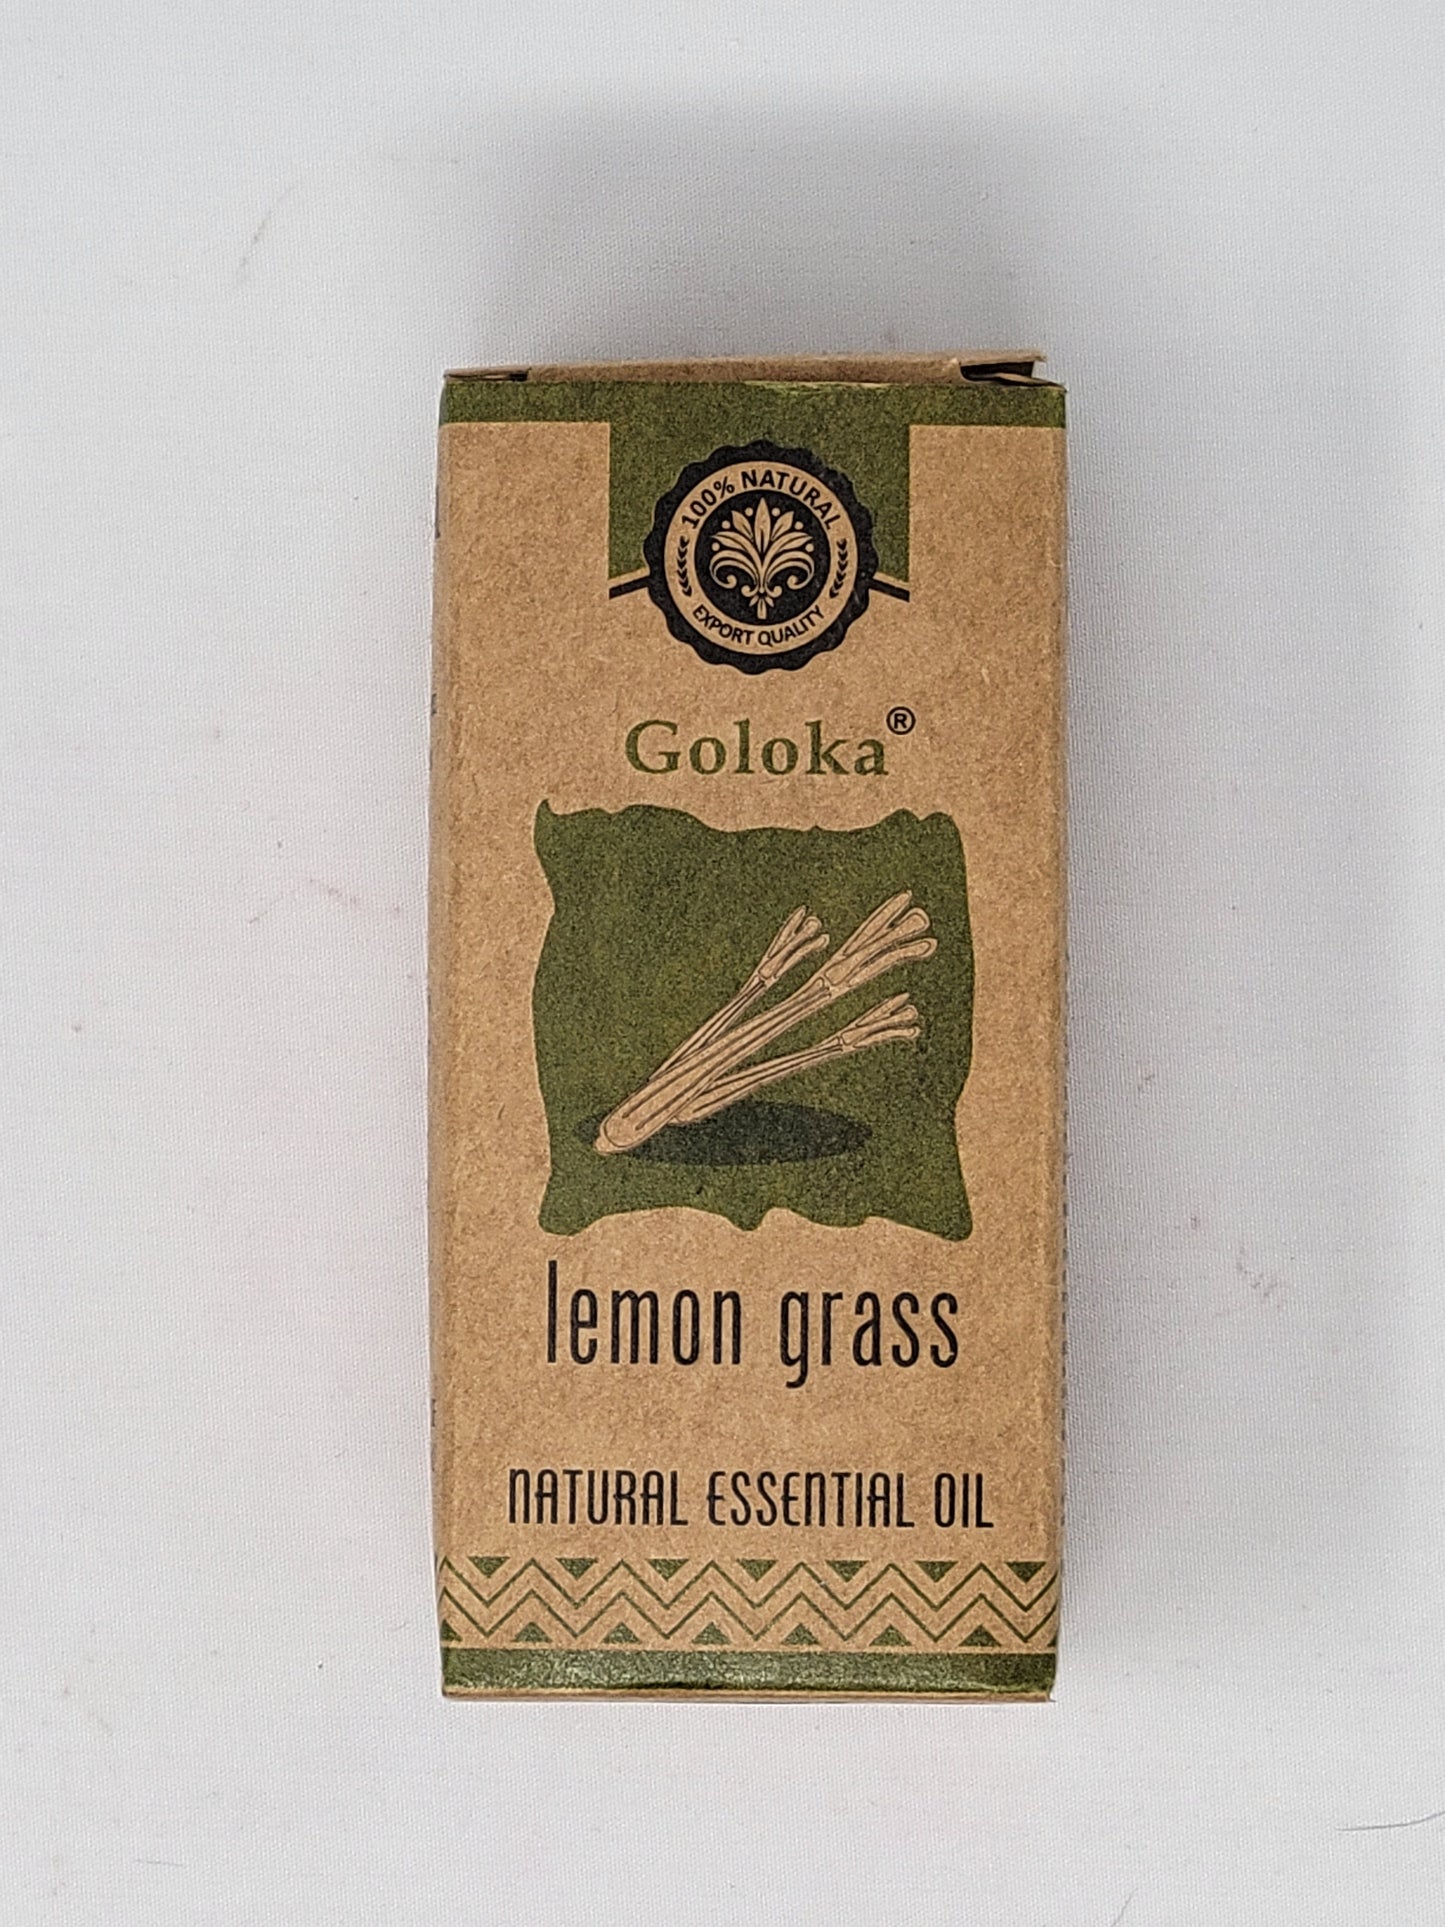 100% NATURAL
EXPORT QUALITY
Goloka®
lemon grass
NATURAL ESSENTIAL OIL